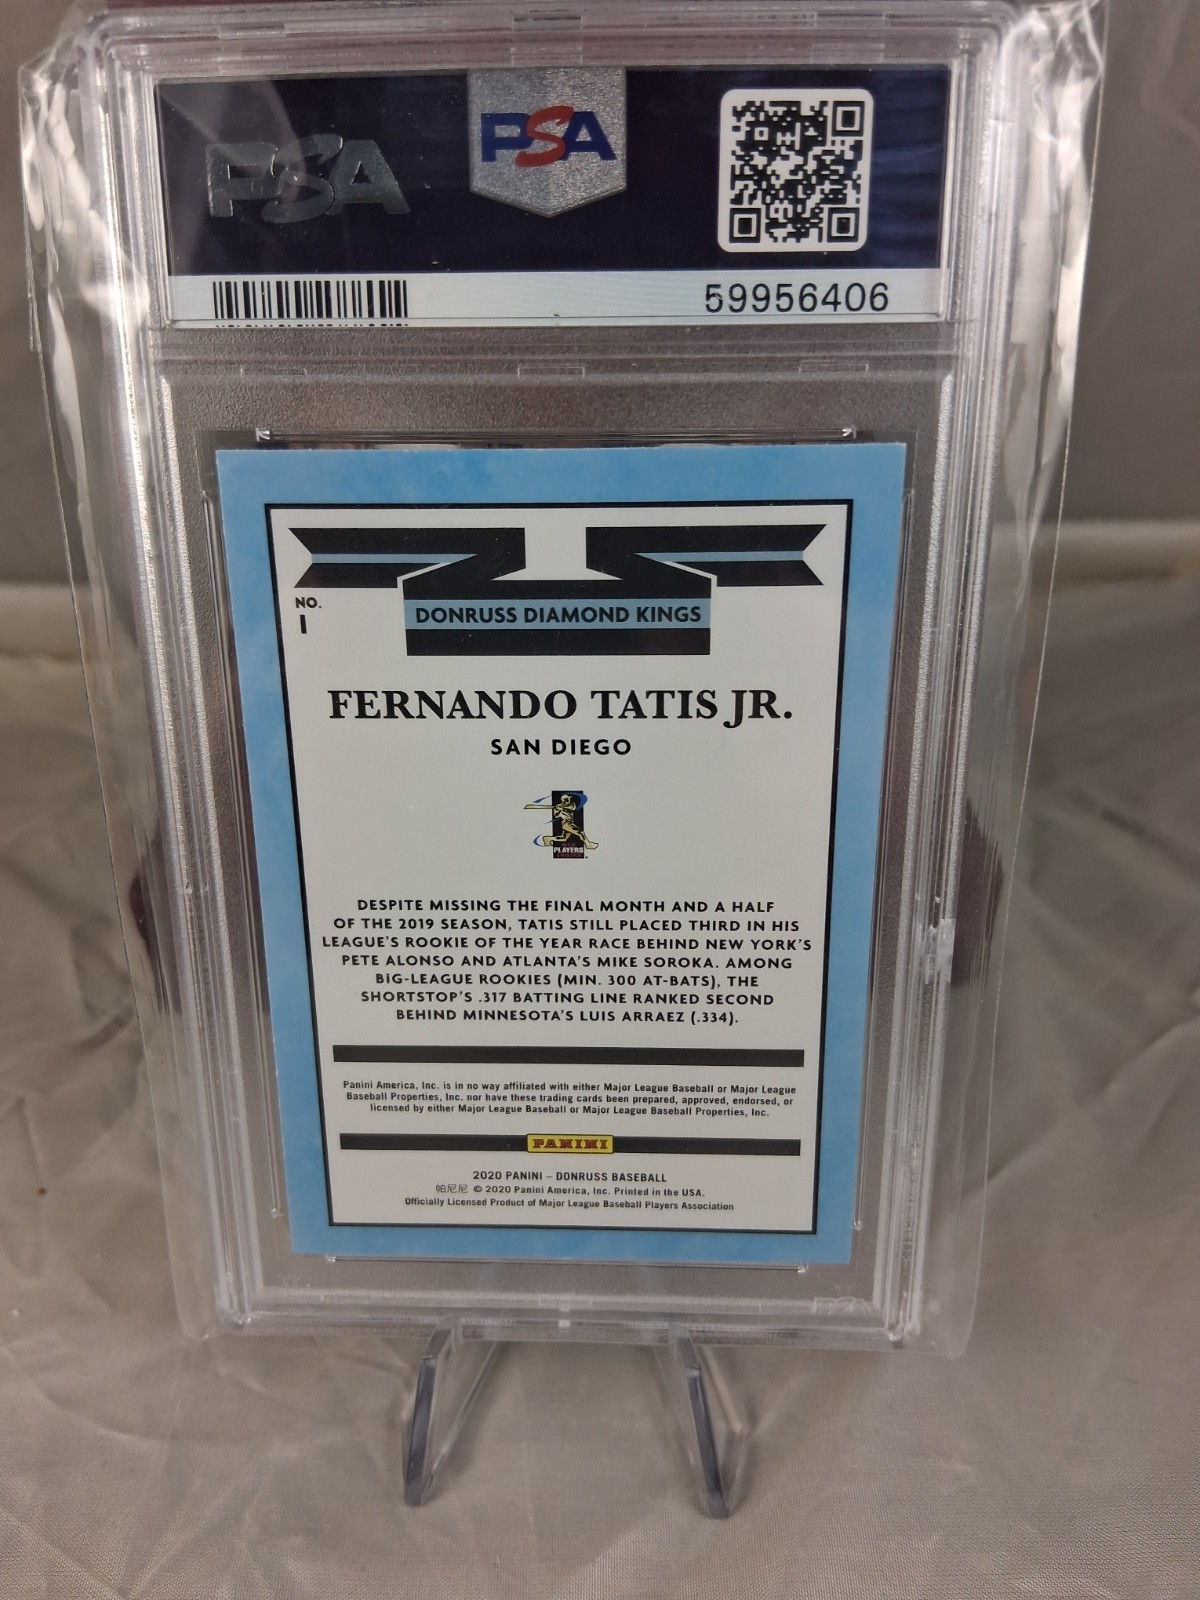 PSA
PSA
59956406
NO.
1
DONRUSS DIAMOND KINGS
FERNANDO TATIS JR.
SAN DIEGO
PLAYERS
DESPITE MISSING THE FINAL MONTH AND A HALF
OF THE 2019 SEASON, TATIS STILL PLACED THIRD IN HIS
LEAGUE'S ROOKIE OF THE YEAR RACE BEHIND NEW YORK'S
PETE ALONSO AND ATLANTA'S MIKE SOROKA. AMONG
BIG-LEAGUE ROOKIES (MIN. 300 AT-BATS), THE
SHORTSTOP'S .317 BATTING LINE RANKED SECOND
BEHIND MINNESOTA'S LUIS ARRAEZ (.334).
Panini America, Inc. is in no way affiliated with either Major League Baseball or Major League
Baseball Properties, Inc. nor have these trading cards been prepared, approved, endorsed, or
licensed by either Major League Baseball or Major League Baseball Properties, Inc.
PANINI
2020 PANINI – DONRUSS BASEBALL
帕尼尼 © 2020 Panini America, Inc. Printed in the USA.
Officially Licensed Product of Major League Baseball Players Association